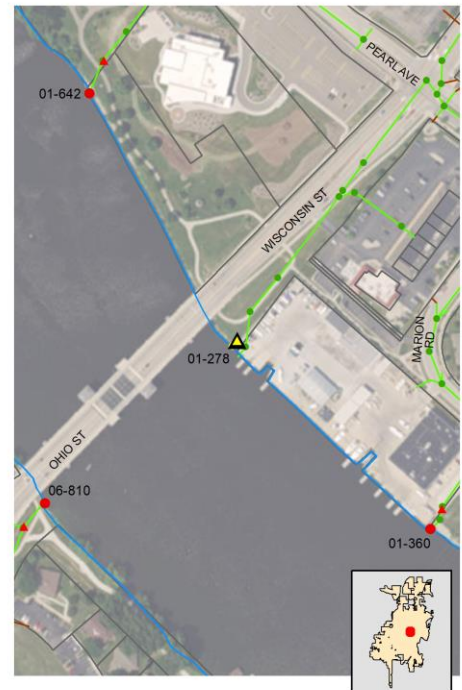 PEARL AVE
01-642
WISCONSIN ST
MARION
RD
01-278
OHIO ST
06-810
01-360